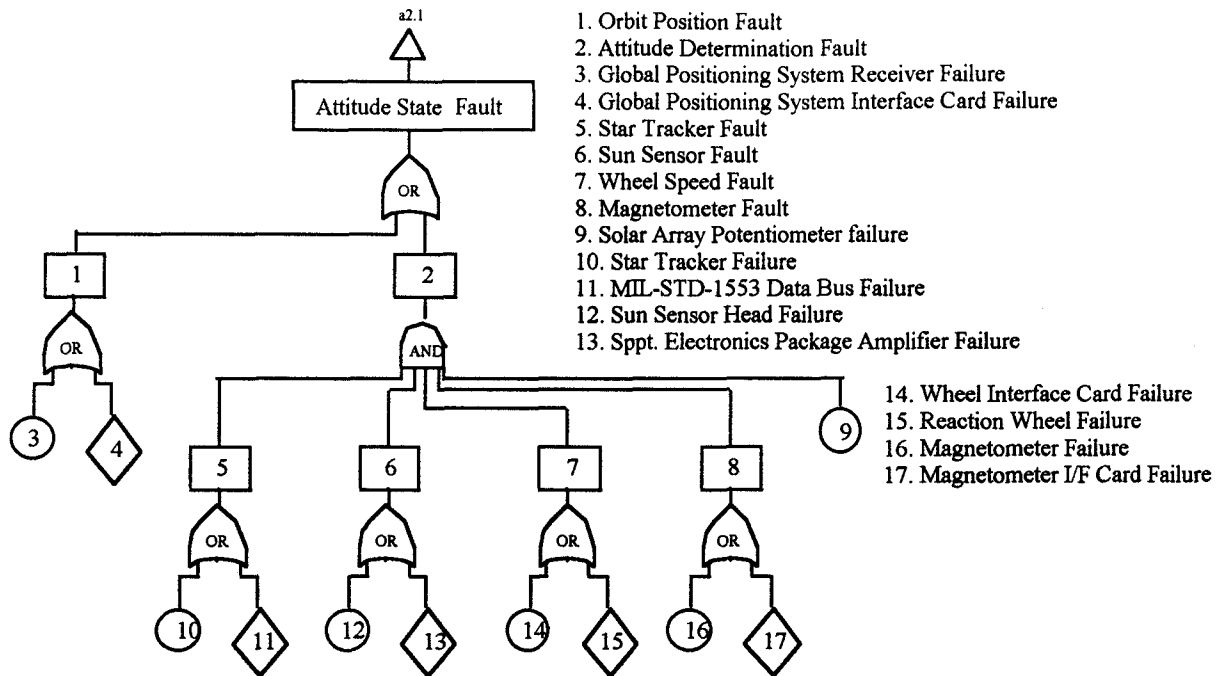 a2.1
Attitude State Fault
OR
1
2
OR
AND
3
4
5
6
7
8
9
OR
OR
OR
OR
10
11
12
13
14
15
16
17
1. Orbit Position Fault
2. Attitude Determination Fault
3. Global Positioning System Receiver Failure
4. Global Positioning System Interface Card Failure
5. Star Tracker Fault
6. Sun Sensor Fault
7. Wheel Speed Fault
8. Magnetometer Fault
9. Solar Array Potentiometer failure
10. Star Tracker Failure
11. MIL-STD-1553 Data Bus Failure
12. Sun Sensor Head Failure
13. Sppt. Electronics Package Amplifier Failure
14. Wheel Interface Card Failure
15. Reaction Wheel Failure
16. Magnetometer Failure
17. Magnetometer I/F Card Failure